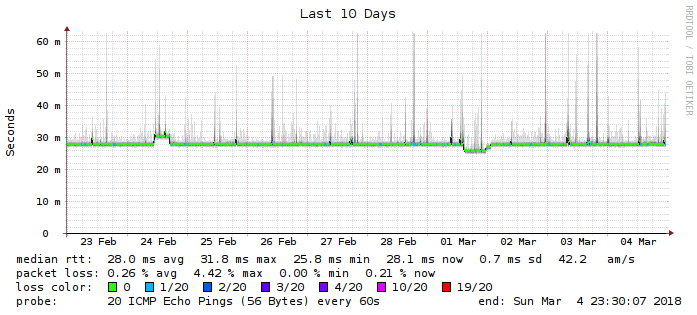 Last 10 Days
RRDTOOL / TOBI OETIKER
Seconds
60 m
50 m
40 m
30 m
20 m
10 m
0
23 Feb 24 Feb 25 Feb 26 Feb 27 Feb 28 Feb 01 Mar 02 Mar 03 Mar 04 Mar
median rtt: 28.0 ms avg 31.8 ms max 25.8 ms min 28.1 ms now 0.7 ms sd 42.2 am/s
packet loss: 0.26 % avg 4.42 % max 0.00 % min 0.21 % now
loss color: 0 1/20 2/20 3/20 4/20 10/20 19/20
probe: 20 ICMP Echo Pings (56 Bytes) every 60s end: Sun Mar 4 23:30:07 2018